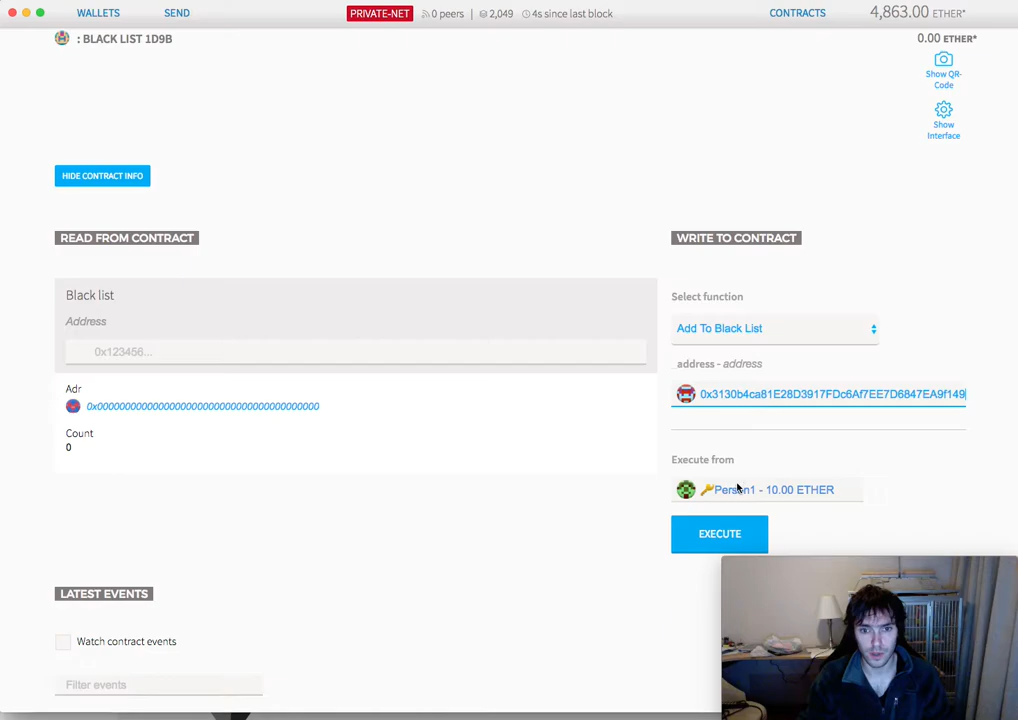 WALLETS SEND PRIVATE-NET 0 peers | 2,049 4s since last block CONTRACTS 4,863.00 ETHER*
: BLACK LIST 1D9B 0.00 ETHER*
Show QR-
Code
Show
Interface
HIDE CONTRACT INFO
READ FROM CONTRACT WRITE TO CONTRACT
Black list
Address
0x123456...
Adr
0x0000000000000000000000000000000000000000
Count
0
Select function
Add To Black List
_address - address
0x3130b4ca81E28D3917FDc6Af7EE7D6847EA9f149
Execute from
Person1 - 10.00 ETHER
EXECUTE
LATEST EVENTS
Watch contract events
Filter events